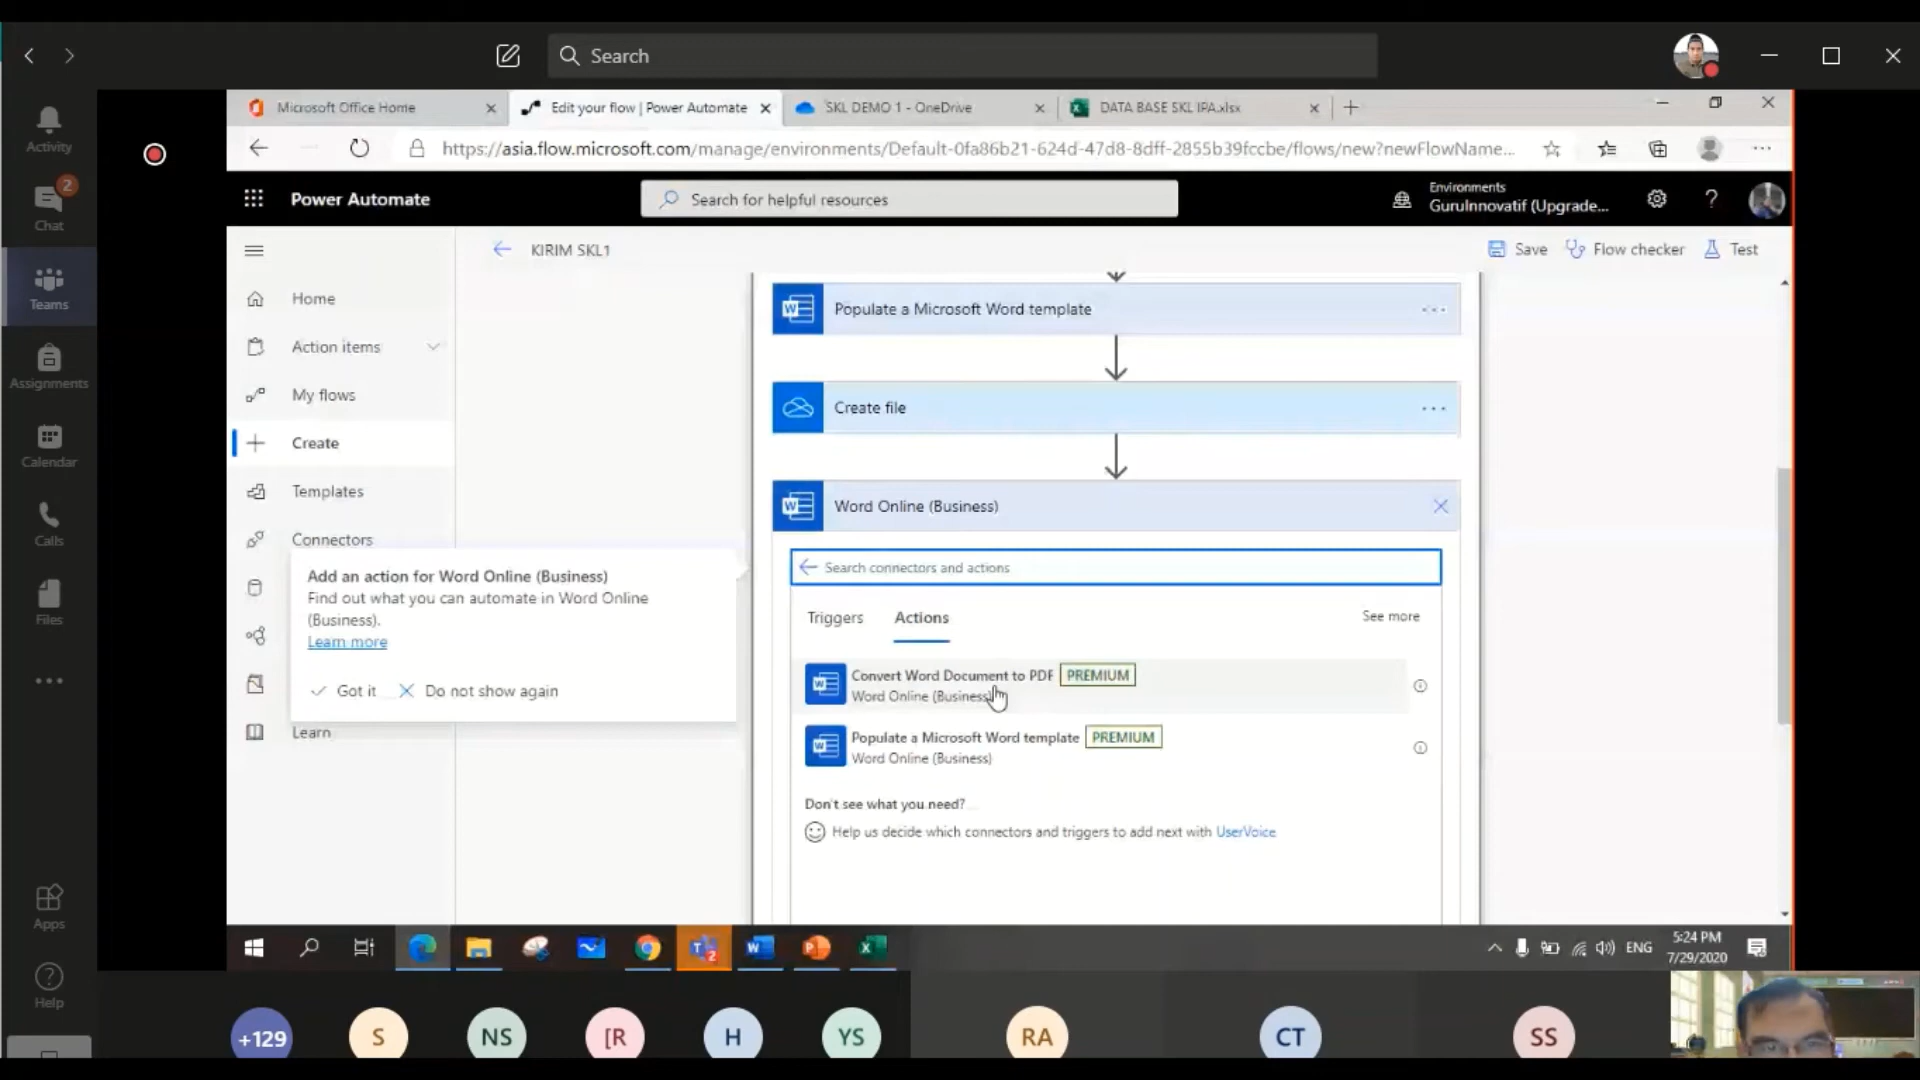 Search
Activity
2
Chat
Teams
Assignments
Calendar
Calls
Files
Apps
Help
Microsoft Office Home
Edit your flow | Power Automate
SKL DEMO 1 - OneDrive
DATA BASE SKL IPA.xlsx
https://asia.flow.microsoft.com/manage/environments/Default-0fa86b21-624d-47d8-8dff-2855b39fccbe/flows/new?newFlowName...
Power Automate
Search for helpful resources
Environments
GuruInnovatif (Upgrade...
KIRIM SKL1
Save
Flow checker
Test
Home
Action items
My flows
Create
Templates
Connectors
Learn
Add an action for Word Online (Business)
Find out what you can automate in Word Online
(Business).
Learn more
Got it
Do not show again
Populate a Microsoft Word template
Create file
Word Online (Business)
Search connectors and actions
Triggers
Actions
See more
Convert Word Document to PDF PREMIUM
Word Online (Business)
Populate a Microsoft Word template PREMIUM
Word Online (Business)
Don't see what you need?
Help us decide which connectors and triggers to add next with UserVoice
ENG
5:24 PM
7/29/2020
+129
S
NS
[R
H
YS
RA
CT
SS